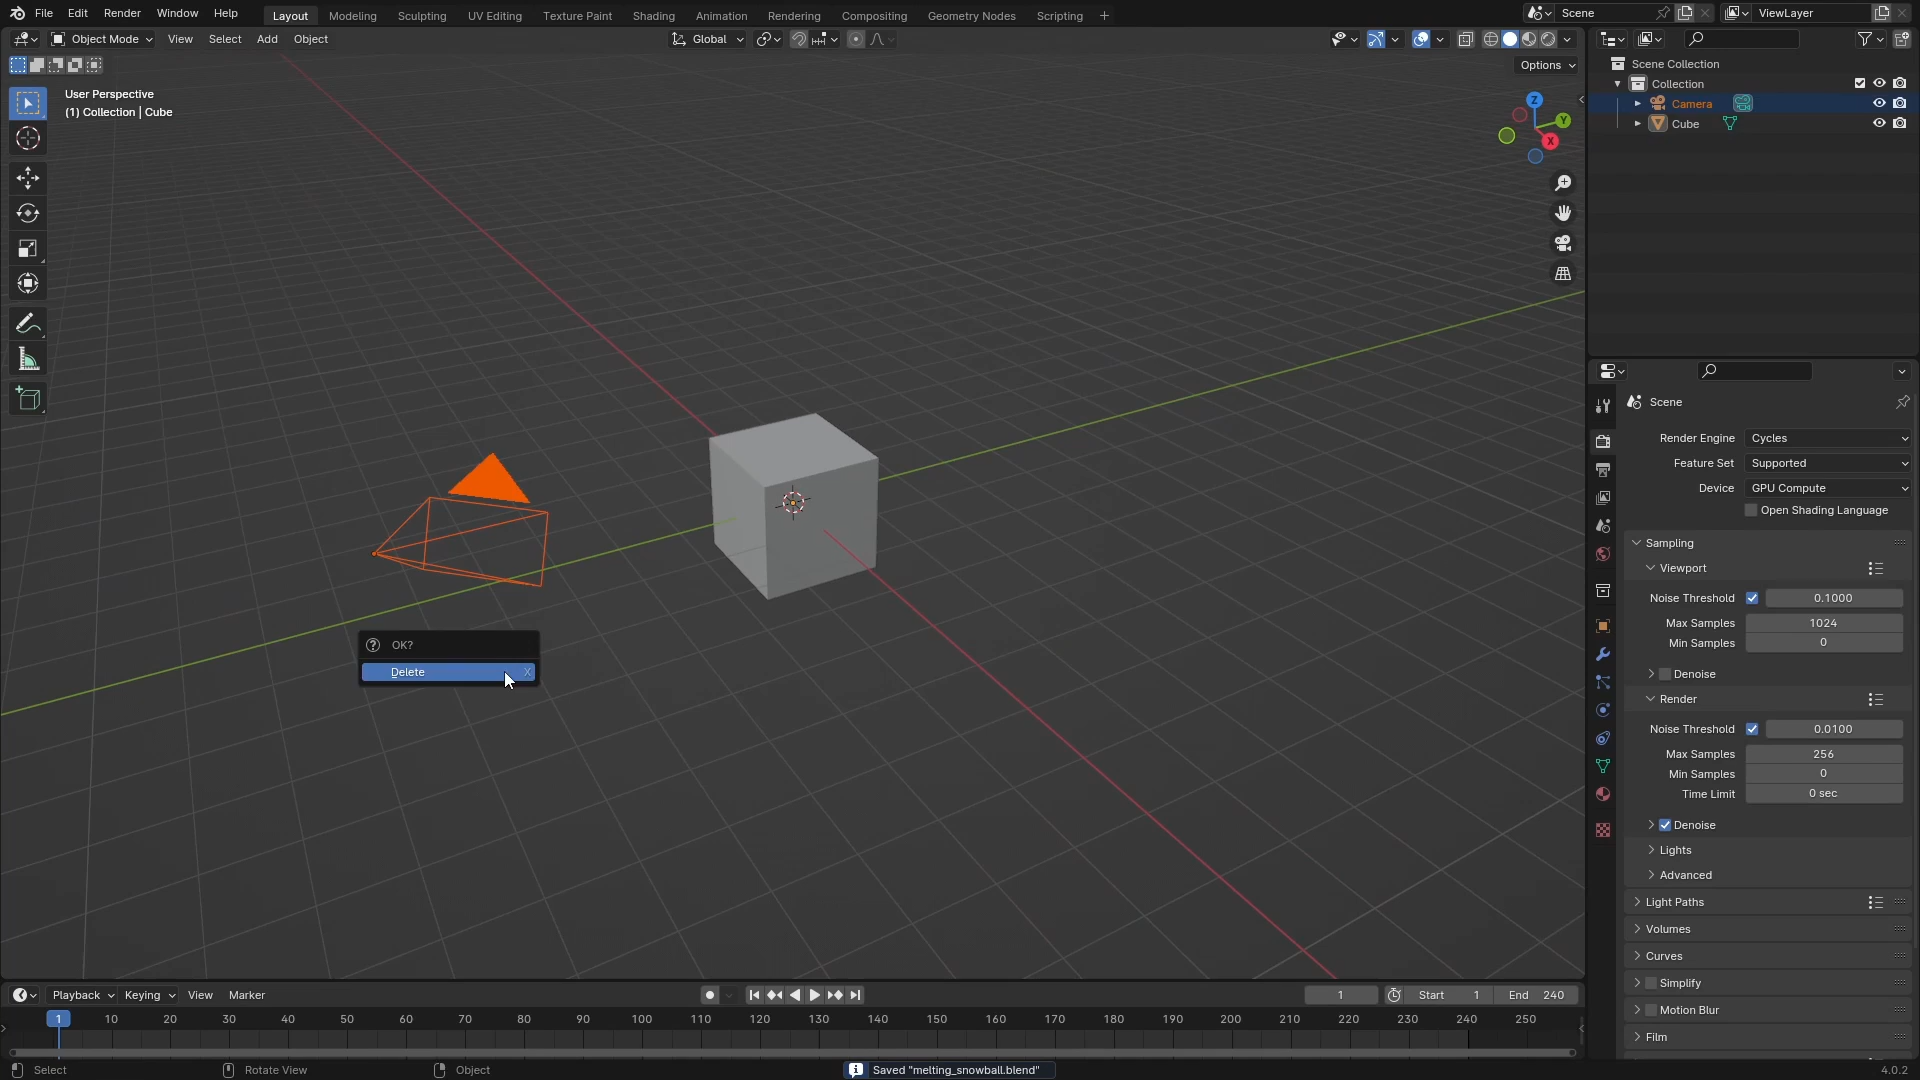 File Edit Render Window Help
Layout Modeling Sculpting UV Editing Texture Paint Shading Animation Rendering Compositing Geometry Nodes Scripting +
Scene
ViewLayer
Object Mode View Select Add Object
Global
Options
User Perspective
(1) Collection | Cube
Z
Y
X
OK?
Delete X
Scene Collection
Collection
Camera
Cube
Scene
Render Engine Cycles
Feature Set Supported
Device GPU Compute
Open Shading Language
Sampling
Viewport
Noise Threshold 0.1000
Max Samples 1024
Min Samples 0
Denoise
Render
Noise Threshold 0.0100
Max Samples 256
Min Samples 0
Time Limit 0 sec
Denoise
Lights
Advanced
Light Paths
Volumes
Curves
Simplify
Motion Blur
Film
Playback Keying View Marker
1
Start 1
End 240
1 10 20 30 40 50 60 70 80 90 100 110 120 130 140 150 160 170 180 190 200 210 220 230 240 250
Select
Rotate View
Object
Saved "melting_snowball.blend"
4.0.2